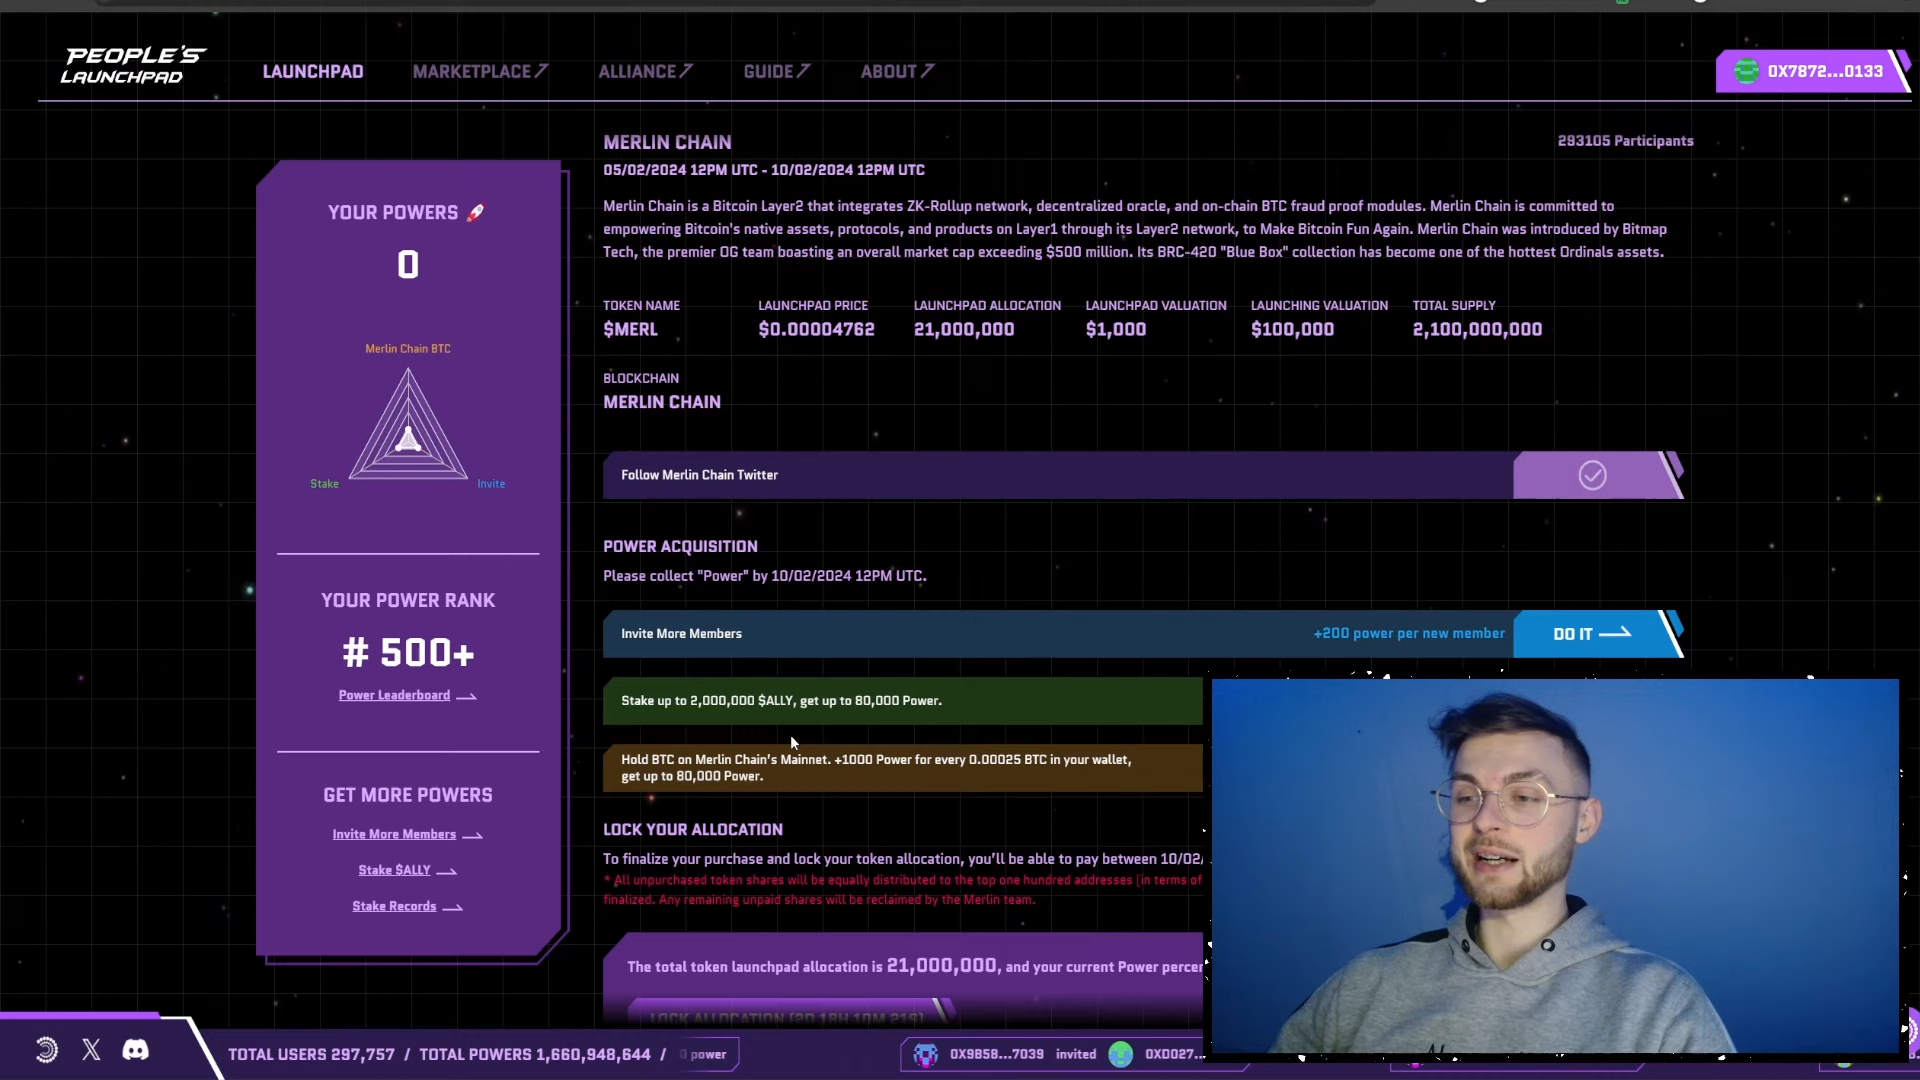 PEOPLE'S
LAUNCHPAD
LAUNCHPAD
MARKETPLACE
ALLIANCE
GUIDE
ABOUT
0X7872...0133
YOUR POWERS
0
Merlin Chain BTC
Stake
Invite
YOUR POWER RANK
# 500+
Power Leaderboard
GET MORE POWERS
Invite More Members
Stake $ALLY
Stake Records
MERLIN CHAIN
293105 Participants
05/02/2024 12PM UTC - 10/02/2024 12PM UTC
Merlin Chain is a Bitcoin Layer2 that integrates ZK-Rollup network, decentralized oracle, and on-chain BTC fraud proof modules. Merlin Chain is committed to
empowering Bitcoin's native assets, protocols, and products on Layer1 through its Layer2 network, to Make Bitcoin Fun Again. Merlin Chain was introduced by Bitmap
Tech, the premier OG team boasting an overall market cap exceeding $500 million. Its BRC-420 "Blue Box" collection has become one of the hottest Ordinals assets.
TOKEN NAME
$MERL
LAUNCHPAD PRICE
$0.00004762
LAUNCHPAD ALLOCATION
21,000,000
LAUNCHPAD VALUATION
$1,000
LAUNCHING VALUATION
$100,000
TOTAL SUPPLY
2,100,000,000
BLOCKCHAIN
MERLIN CHAIN
Follow Merlin Chain Twitter
POWER ACQUISITION
Please collect "Power" by 10/02/2024 12PM UTC.
Invite More Members
+200 power per new member
DO IT
Stake up to 2,000,000 $ALLY, get up to 80,000 Power.
Hold BTC on Merlin Chain's Mainnet. +1000 Power for every 0.00025 BTC in your wallet,
get up to 80,000 Power.
LOCK YOUR ALLOCATION
To finalize your purchase and lock your token allocation, you'll be able to pay between 10/02/
* All unpurchased token shares will be equally distributed to the top one hundred addresses (in terms of
finalized. Any remaining unpaid shares will be reclaimed by the Merlin team.
The total token launchpad allocation is 21,000,000, and your current Power percen
LOCK ALLOCATION (2D 18H 19M 21S)
TOTAL USERS 297,757 / TOTAL POWERS 1,660,948,644 /
power
0X9B58...7039 invited
0XD027...